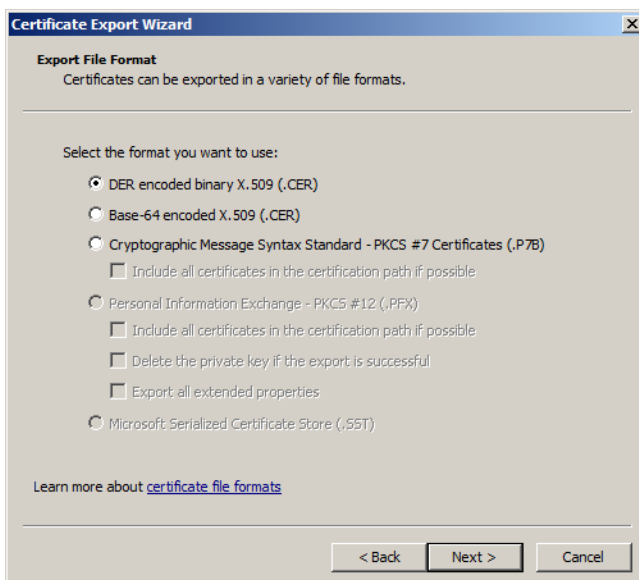 Certificate Export Wizard
Export File Format
Certificates can be exported in a variety of file formats.
Select the format you want to use:
DER encoded binary X.509 (.CER)
Base-64 encoded X.509 (.CER)
Cryptographic Message Syntax Standard - PKCS #7 Certificates (.P7B)
Include all certificates in the certification path if possible
Personal Information Exchange - PKCS #12 (.PFX)
Include all certificates in the certification path if possible
Delete the private key if the export is successful
Export all extended properties
Microsoft Serialized Certificate Store (.SST)
Learn more about certificate file formats
< Back Next > Cancel